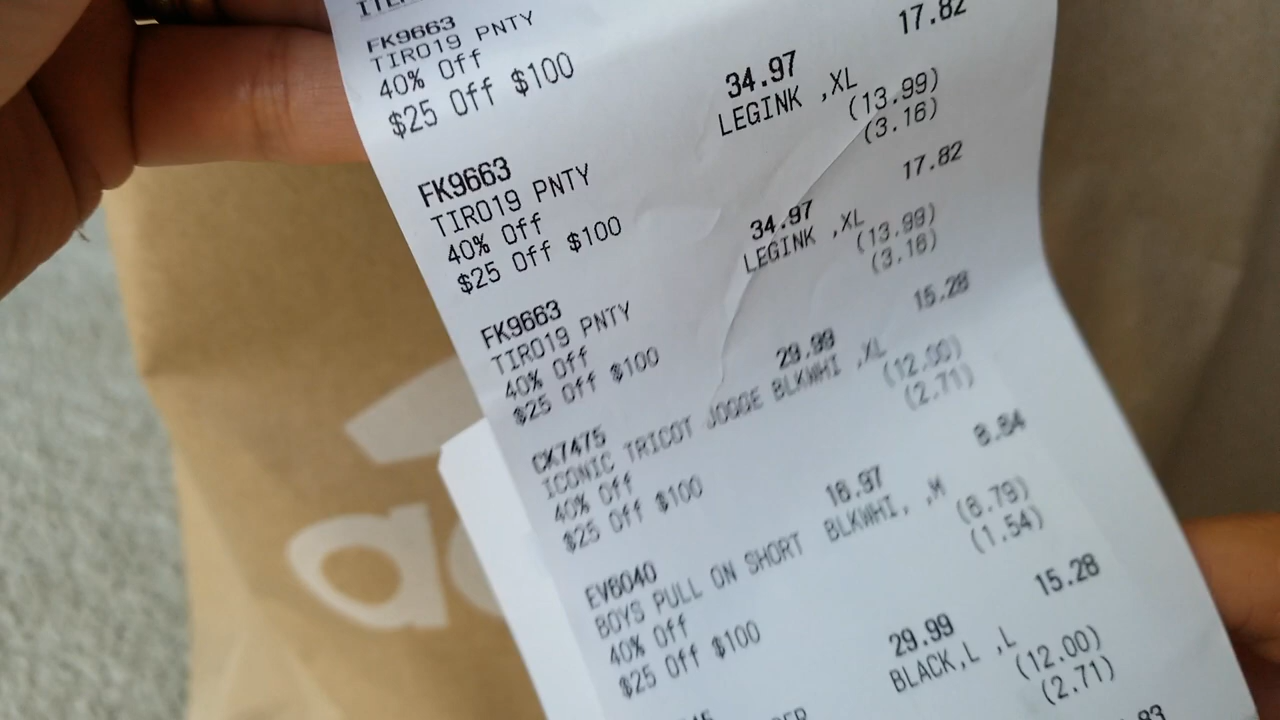 FK9663
TIRO19 PNTY
40% Off
$25 Off $100
FK9663 34.97 17.82
TIRO19 PNTY LEGINK ,XL
40% Off (13.99)
$25 Off $100 (3.16)
FK9663 34.97 17.82
TIRO19 PNTY LEGINK ,XL
40% Off (13.99)
$25 Off $100 (3.16)
CK7475 29.99 15.28
ICONIC TRICOT JOGGE BLKWHI ,XL
40% Off (12.00)
$25 Off $100 (2.71)
EV6040 16.97 8.64
BOYS PULL ON SHORT BLKWHI, ,M
40% Off (6.79)
$25 Off $100 (1.54)
29.99 15.28
BLACK,L ,L
(12.00)
(2.71)